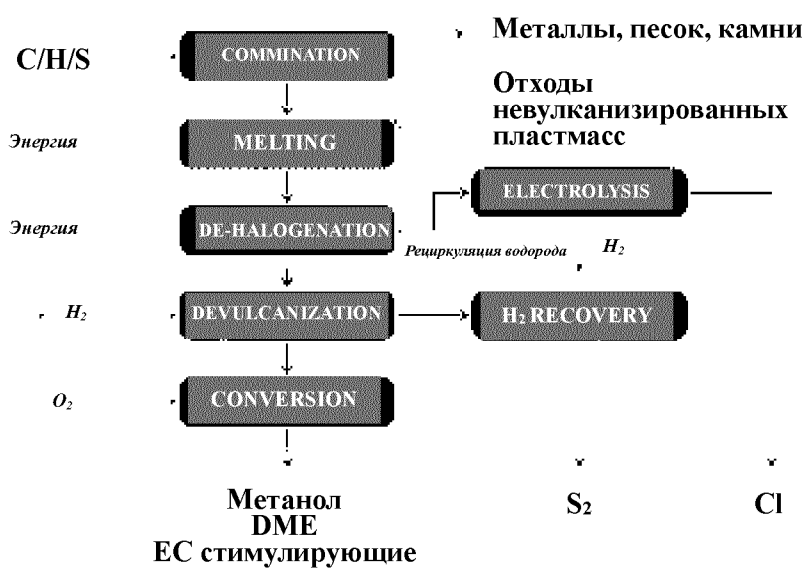 Металлы, песок, камни
C/H/S
COMMINATION
Отходы
невулканизированных
пластмасс
Энергия
MELTING
ELECTROLYSIS
Энергия
DE-HALOGENATION
Рециркуляция водорода
H₂
H₂
DEVULCANIZATION
H₂ RECOVERY
O₂
CONVERSION
Метанол
DME
EC стимулирующие
S₂
Cl